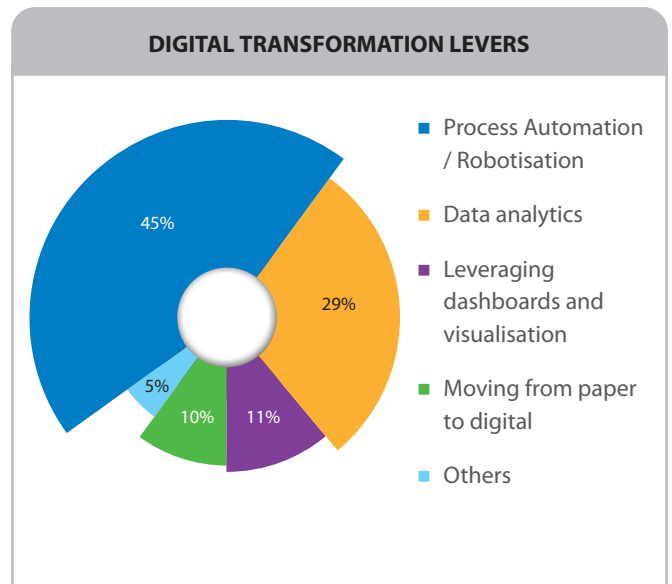 DIGITAL TRANSFORMATION LEVERS
45%
29%
5%
10%
11%
Process Automation
/ Robotisation
Data analytics
Leveraging
dashboards and
visualisation
Moving from paper
to digital
Others